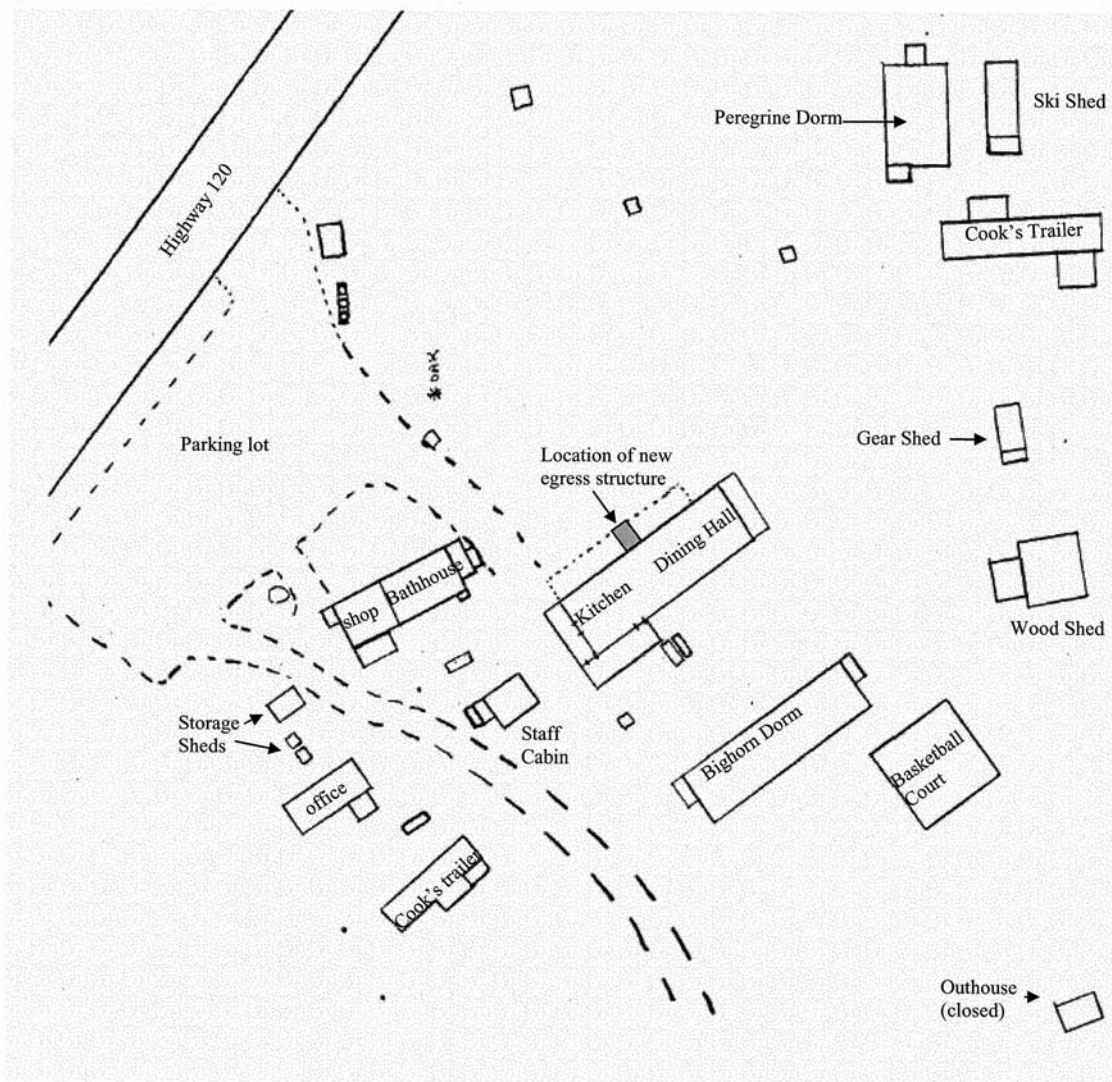 Peregrine Dorm
Ski Shed
Highway 120
Cook's Trailer
OAK
Parking lot
Gear Shed
Location of new
egress structure
Dining Hall
Kitchen
Bathhouse
shop
Wood Shed
Storage
Sheds
Staff
Cabin
Bighorn Dorm
Basketball
Court
office
Cook's trailer
Outhouse
(closed)